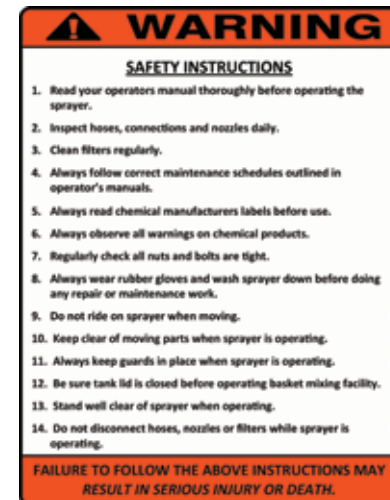 WARNING
SAFETY INSTRUCTIONS
1. Read your operators manual thoroughly before operating the
sprayer.
2. Inspect hoses, connections and nozzles daily.
3. Clean filters regularly.
4. Always follow correct maintenance schedules outlined in
operator's manuals.
5. Always read chemical manufacturers labels before use.
6. Always observe all warnings on chemical products.
7. Regularly check all nuts and bolts are tight.
8. Always wear rubber gloves and wash sprayer down before doing
any repair or maintenance work.
9. Do not ride on sprayer when moving.
10. Keep clear of moving parts when sprayer is operating.
11. Always keep guards in place when sprayer is operating.
12. Be sure tank lid is closed before operating basket mixing facility.
13. Stand well clear of sprayer when operating.
14. Do not disconnect hoses, nozzles or filters while sprayer is
operating.
FAILURE TO FOLLOW THE ABOVE INSTRUCTIONS MAY
RESULT IN SERIOUS INJURY OR DEATH.